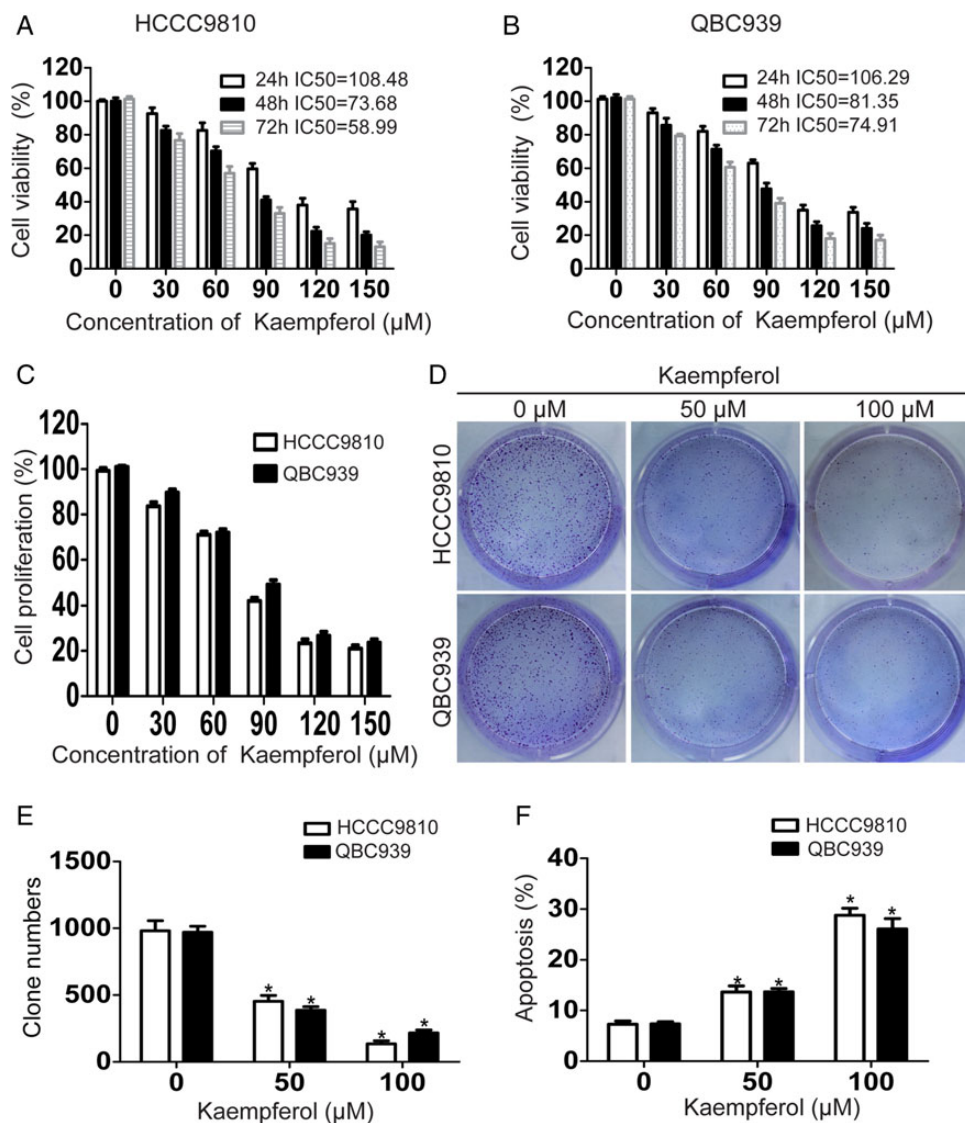 A
HCCC9810
Cell viability (%)
120
100
80
60
40
20
0
24h IC50=108.48
48h IC50=73.68
72h IC50=58.99
0 30 60 90 120 150
Concentration of Kaempferol (µM)
B
QBC939
Cell viability (%)
120
100
80
60
40
20
0
24h IC50=106.29
48h IC50=81.35
72h IC50=74.91
0 30 60 90 120 150
Concentration of Kaempferol (µM)
C
Cell proliferation (%)
120
100
80
60
40
20
0
HCCC9810
QBC939
0 30 60 90 120 150
Concentration of Kaempferol (µM)
D
Kaempferol
0 µM 50 µM 100 µM
HCCC9810
QBC939
E
Clone numbers
1500
1000
500
0
HCCC9810
QBC939
* * * *
0 50 100
Kaempferol (µM)
F
Apoptosis (%)
40
30
20
10
0
HCCC9810
QBC939
* * * *
0 50 100
Kaempferol (µM)